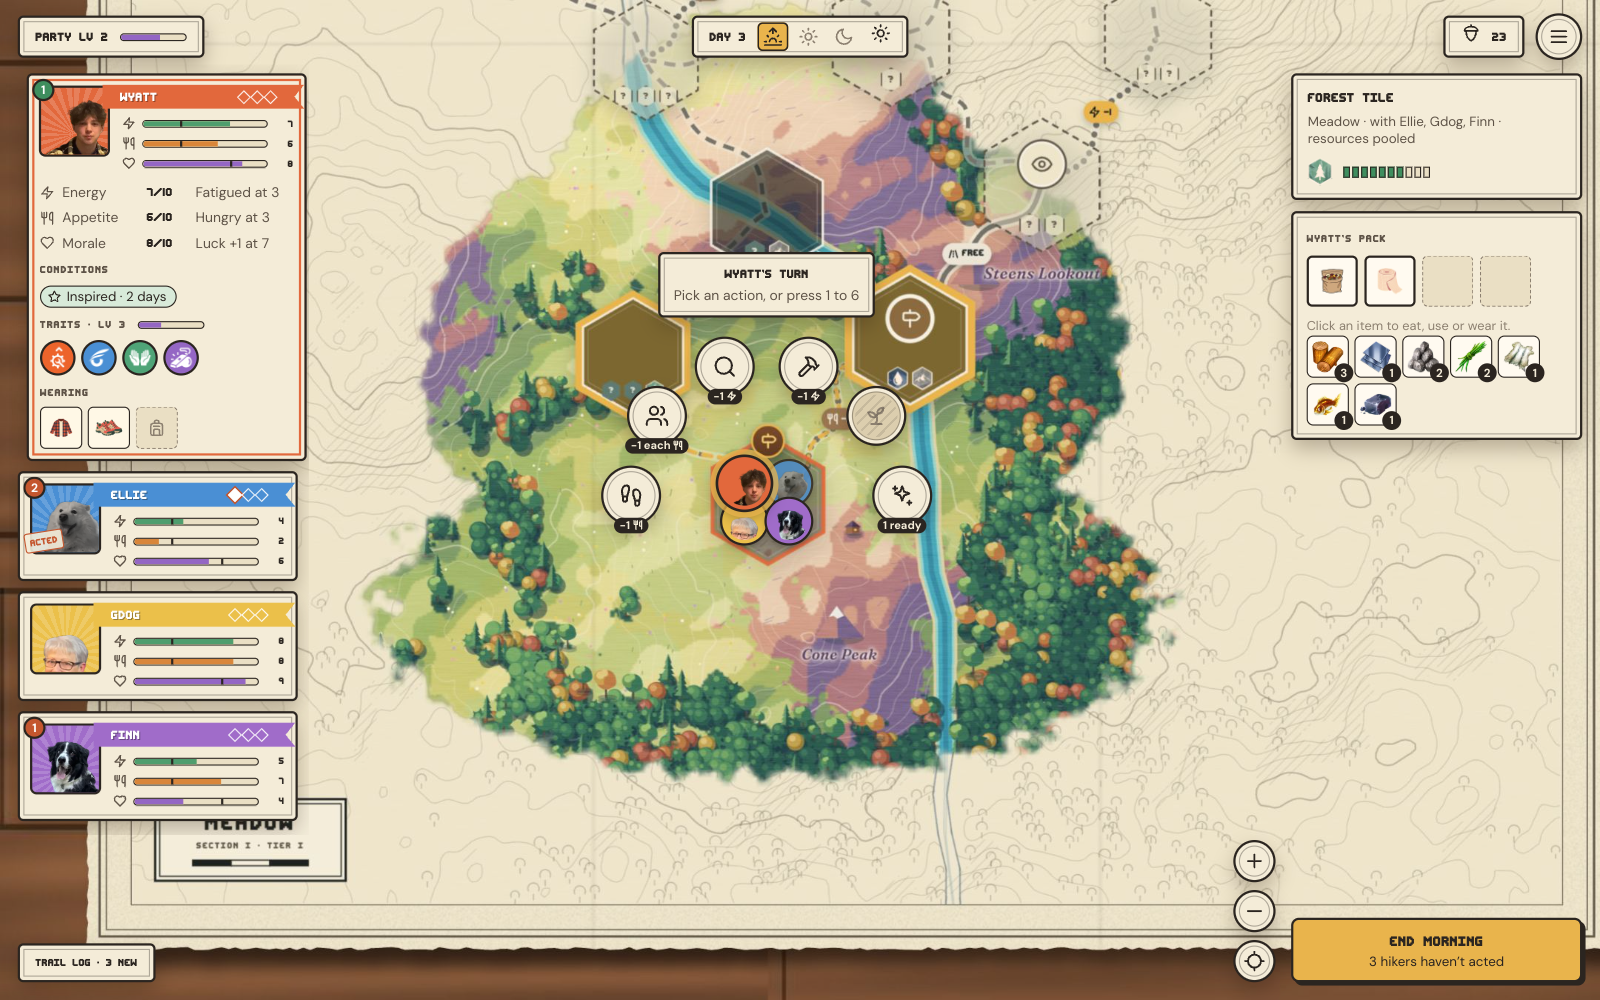 PARTY LV 2
DAY 3
23
1
WYATT
7
6
8
Energy 7/10 Fatigued at 3
Appetite 6/10 Hungry at 3
Morale 8/10 Luck +1 at 7
CONDITIONS
Inspired · 2 days
TRAITS · LV 3
WEARING
2
ELLIE
ACTED
4
2
6
GDOG
8
8
9
1
FINN
5
7
4
MEADOW
SECTION I · TIER I
TRAIL LOG · 3 NEW
? ? ?
?
? ?
-1
? ?
FREE
Steens Lookout
WYATT'S TURN
Pick an action, or press 1 to 6
-1
-1
-1 each
-1
1 ready
Cone Peak
FOREST TILE
Meadow · with Ellie, Gdog, Finn ·
resources pooled
WYATT'S PACK
Click an item to eat, use or wear it.
3 1 2 2 1
1 1
END MORNING
3 hikers haven't acted